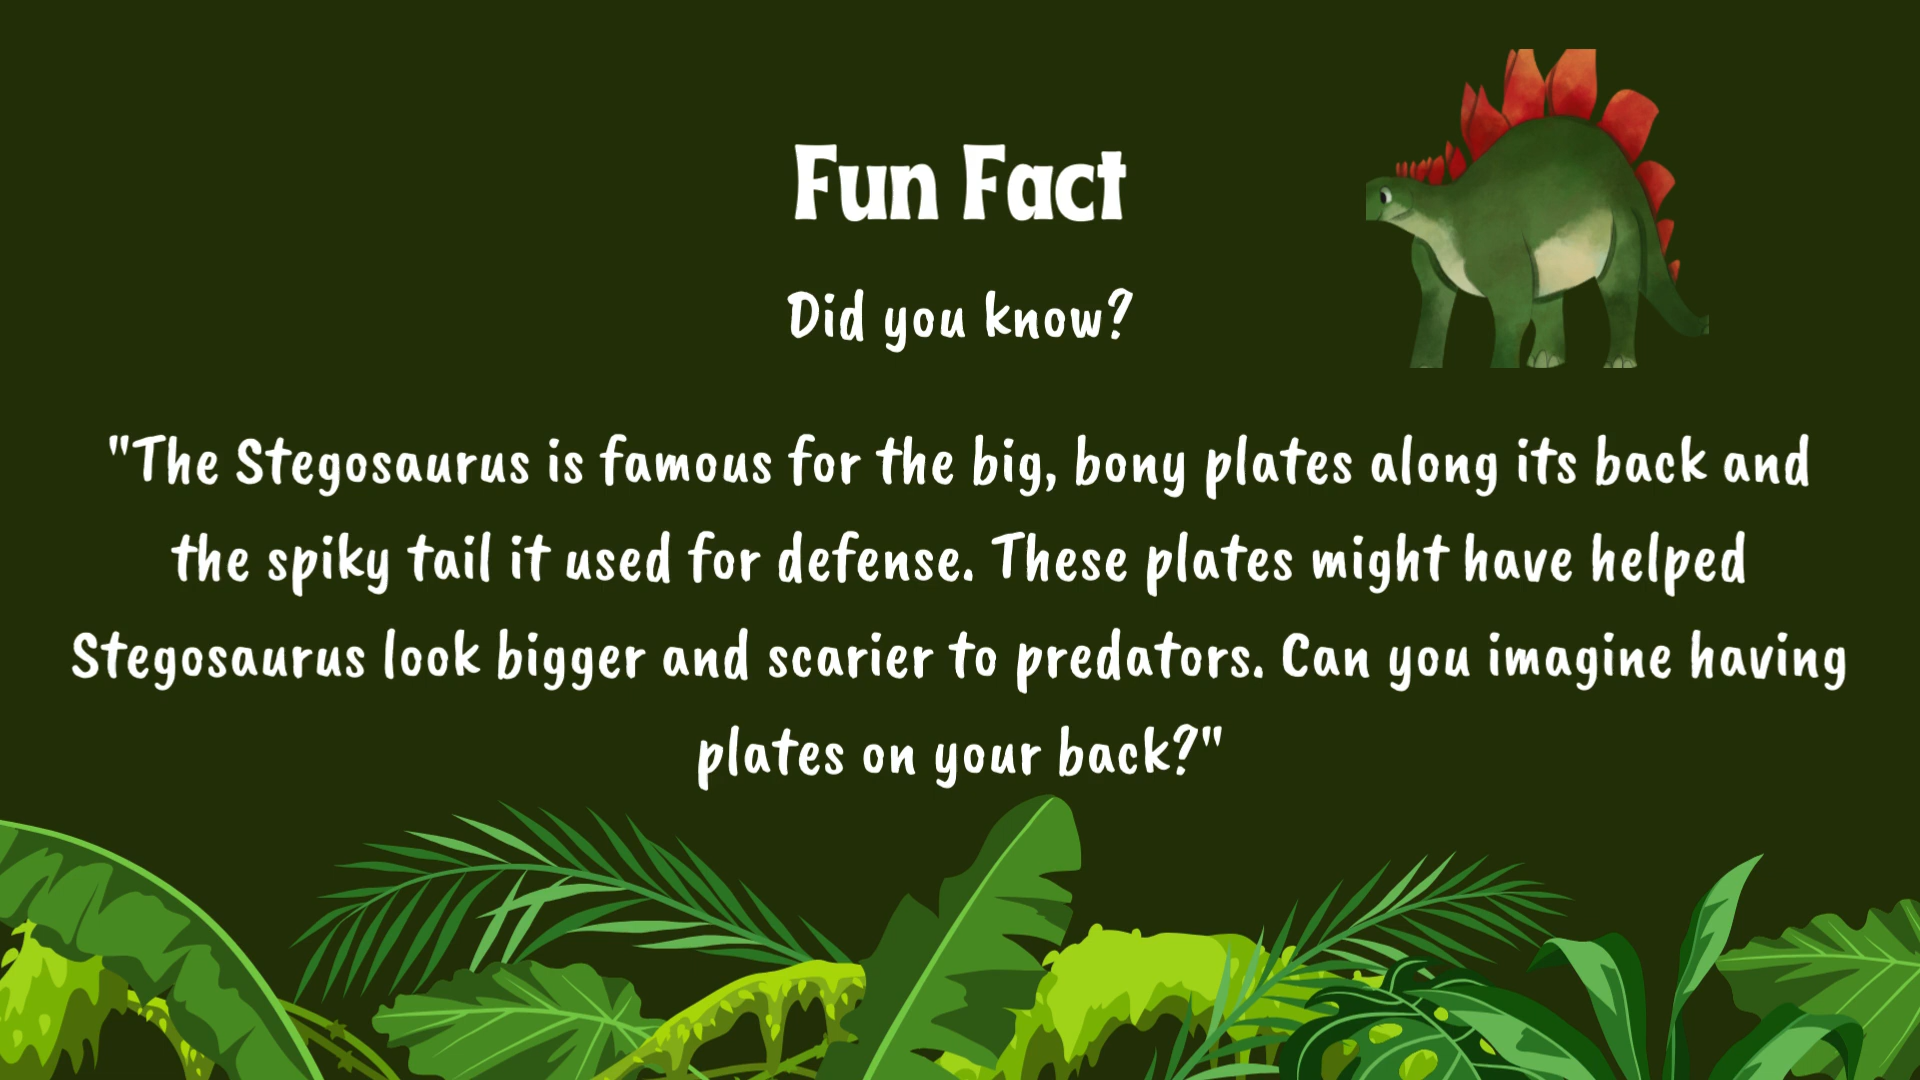 Fun Fact
Did you know?
"The Stegosaurus is famous for the big, bony plates along its back and
the spiky tail it used for defense. These plates might have helped
Stegosaurus look bigger and scarier to predators. Can you imagine having
plates on your back?"